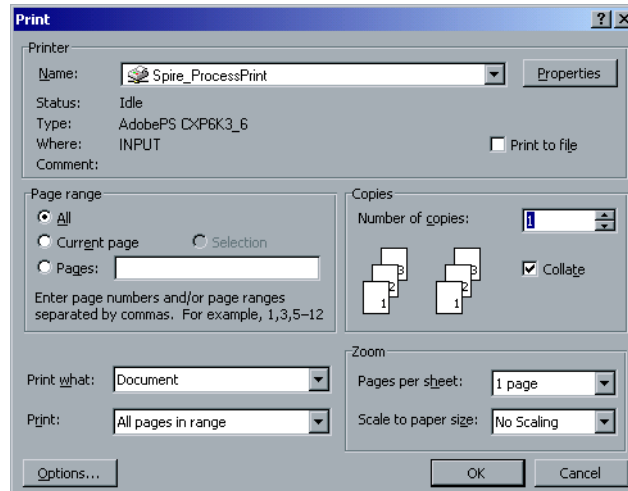 Print
Printer
Name: Spire_ProcessPrint Properties
Status: Idle
Type: AdobePS CXP6K3_6
Where: INPUT Print to file
Comment:
Page range
All
Current page Selection
Pages:
Enter page numbers and/or page ranges
separated by commas. For example, 1,3,5–12
Copies
Number of copies: 1
3 3
2 2
1 1
Collate
Print what: Document
Print: All pages in range
Zoom
Pages per sheet: 1 page
Scale to paper size: No Scaling
Options... OK Cancel